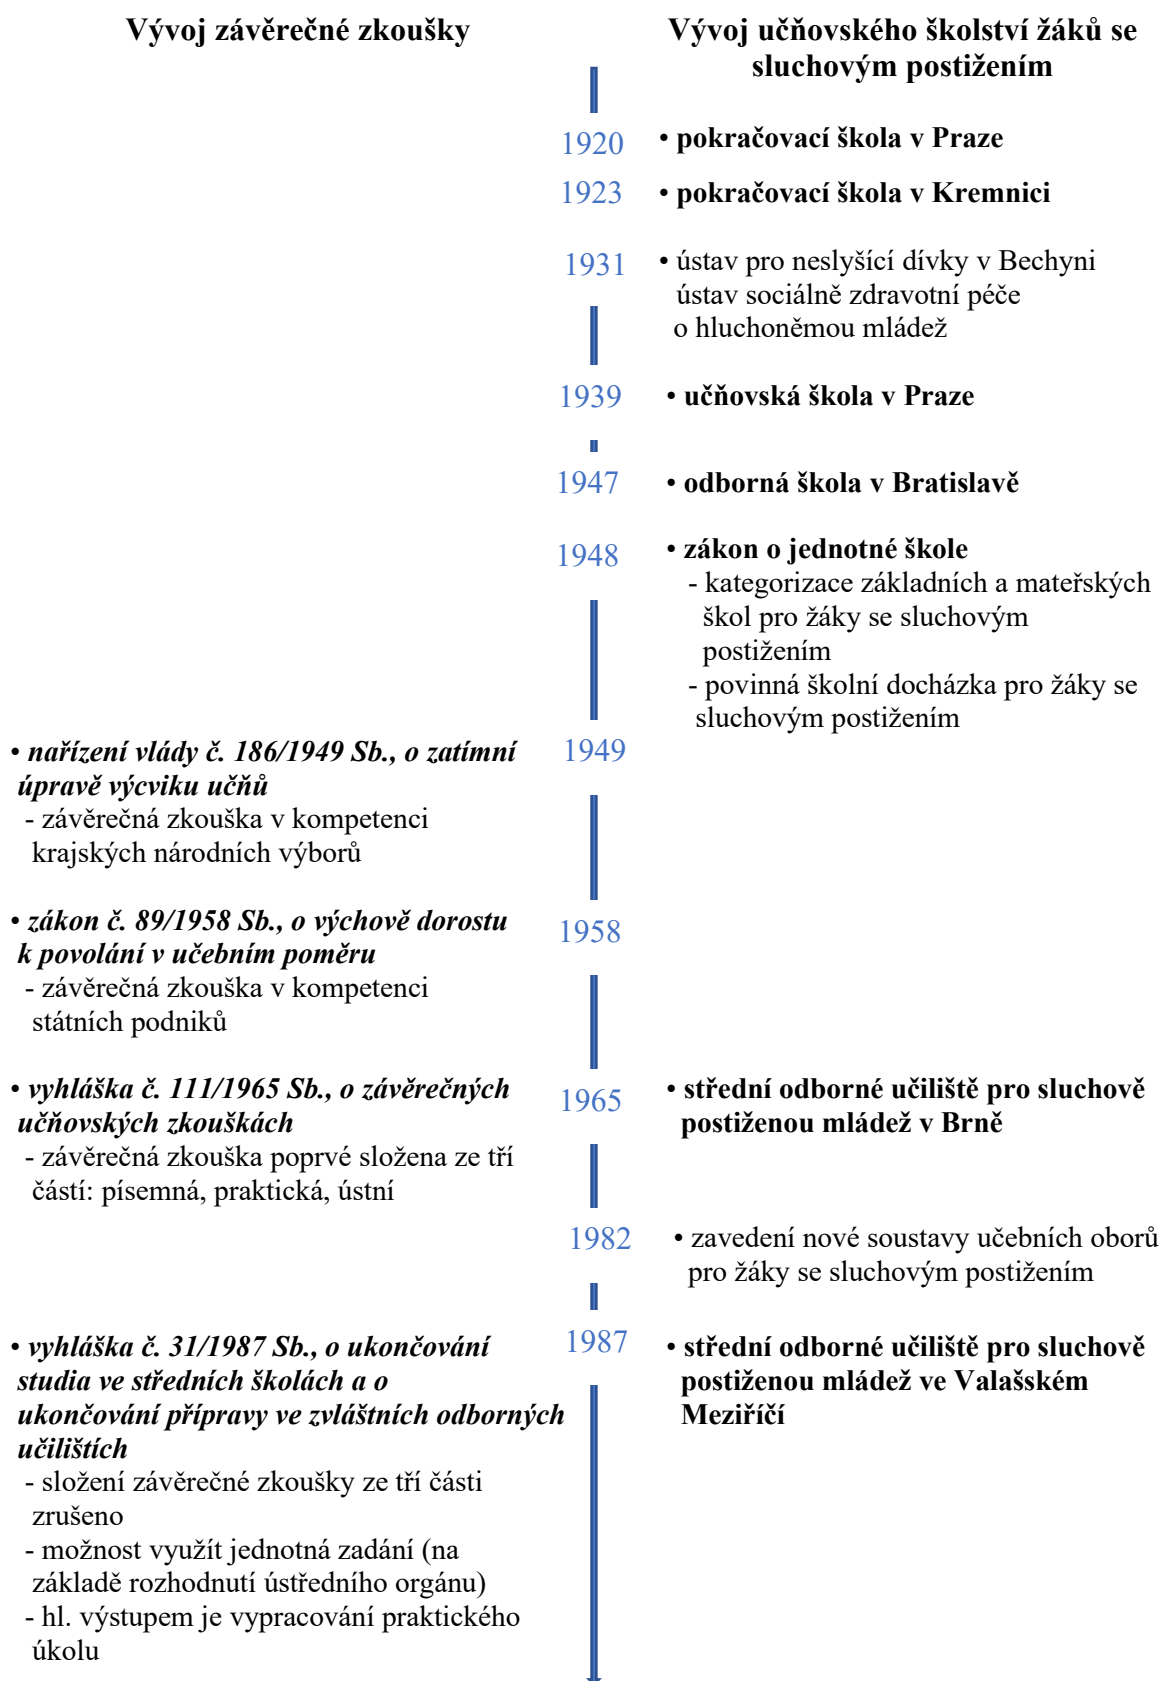 Vývoj závěrečné zkoušky
Vývoj učňovského školství žáků se
sluchovým postižením
1920
• pokračovací škola v Praze
1923
• pokračovací škola v Kremnici
1931
• ústav pro neslyšící dívky v Bechyni
ústav sociálně zdravotní péče
o hluchoněmou mládež
1939
• učňovská škola v Praze
1947
• odborná škola v Bratislavě
1948
• zákon o jednotné škole
- kategorizace základních a mateřských
škol pro žáky se sluchovým
postižením
- povinná školní docházka pro žáky se
sluchovým postižením
• nařízení vlády č. 186/1949 Sb., o zatímní
úpravě výcviku učňů
- závěrečná zkouška v kompetenci
krajských národních výborů
1949
• zákon č. 89/1958 Sb., o výchově dorostu
k povolání v učebním poměru
- závěrečná zkouška v kompetenci
státních podniků
1958
• vyhláška č. 111/1965 Sb., o závěrečných
učňovských zkouškách
- závěrečná zkouška poprvé složena ze tří
částí: písemná, praktická, ústní
1965
• střední odborné učiliště pro sluchově
postiženou mládež v Brně
1982
• zavedení nové soustavy učebních oborů
pro žáky se sluchovým postižením
• vyhláška č. 31/1987 Sb., o ukončování
studia ve středních školách a o
ukončování přípravy ve zvláštních odborných
učilištích
- složení závěrečné zkoušky ze tří části
zrušeno
- možnost využít jednotná zadání (na
základě rozhodnutí ústředního orgánu)
- hl. výstupem je vypracování praktického
úkolu
1987
• střední odborné učiliště pro sluchově
postiženou mládež ve Valašském
Meziříčí